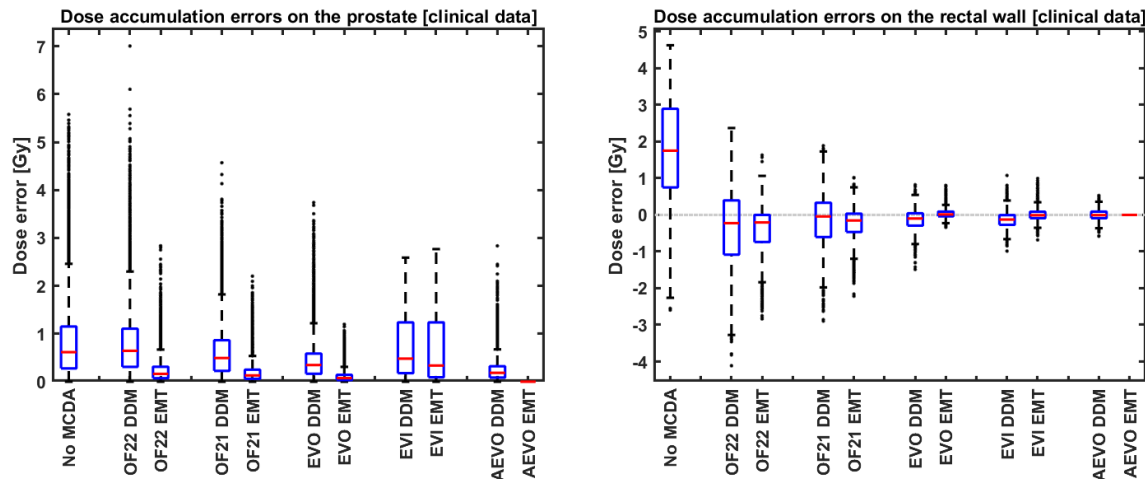 Dose accumulation errors on the prostate [clinical data]
Dose error [Gy]
7
6
5
4
3
2
1
0
No MCDA
OF22 DDM
OF22 EMT
OF21 DDM
OF21 EMT
EVO DDM
EVO EMT
EVI DDM
EVI EMT
AEVO DDM
AEVO EMT
Dose accumulation errors on the rectal wall [clinical data]
Dose error [Gy]
5
4
3
2
1
0
-1
-2
-3
-4
No MCDA
OF22 DDM
OF22 EMT
OF21 DDM
OF21 EMT
EVO DDM
EVO EMT
EVI DDM
EVI EMT
AEVO DDM
AEVO EMT